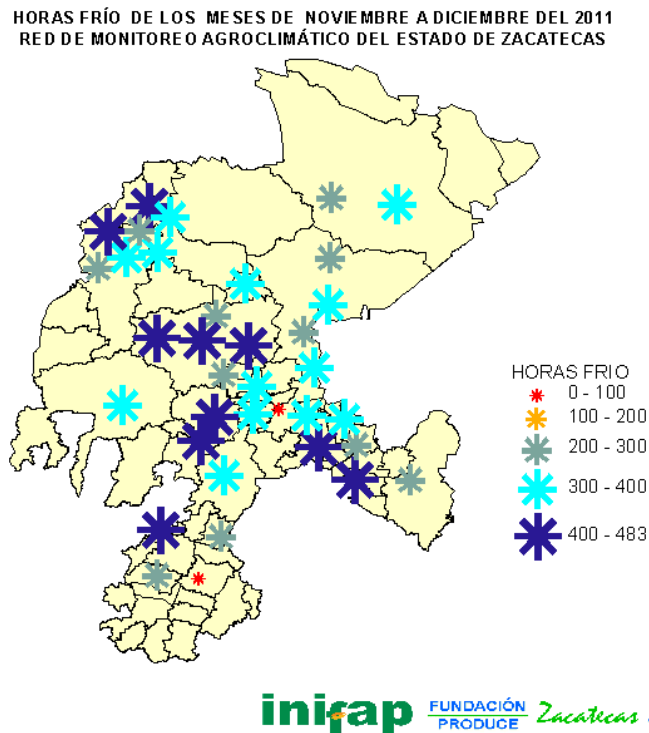 HORAS FRÍO DE LOS MESES DE NOVIEMBRE A DICIEMBRE DEL 2011
RED DE MONITOREO AGROCLIMÁTICO DEL ESTADO DE ZACATECAS
HORAS FRIO
0 - 100
100 - 200
200 - 300
300 - 400
400 - 483
inifap
FUNDACIÓN
PRODUCE
Zacatecas